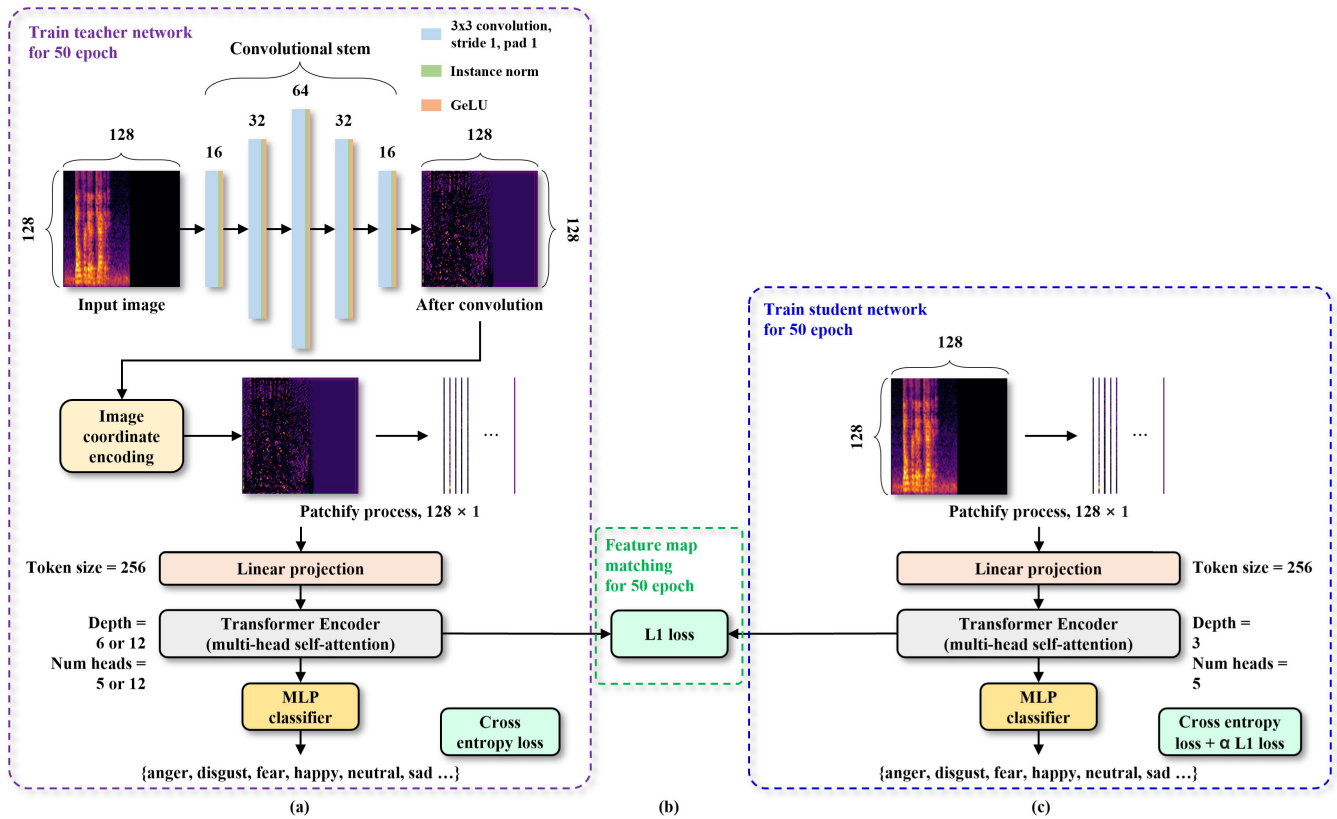 Train teacher network
for 50 epoch
Convolutional stem
3x3 convolution,
stride 1, pad 1
Instance norm
GeLU
128
16
32
64
32
16
128
128
128
Input image
After convolution
Image
coordinate
encoding
...
Patchify process, 128 × 1
Token size = 256
Linear projection
Depth =
6 or 12
Num heads =
5 or 12
Transformer Encoder
(multi-head self-attention)
MLP
classifier
Cross
entropy loss
{anger, disgust, fear, happy, neutral, sad ...}
(a)
Feature map
matching
for 50 epoch
L1 loss
(b)
Train student network
for 50 epoch
128
128
...
Patchify process, 128 × 1
Linear projection
Token size = 256
Transformer Encoder
(multi-head self-attention)
Depth =
3
Num heads =
5
MLP
classifier
Cross entropy
loss + α L1 loss
{anger, disgust, fear, happy, neutral, sad ...}
(c)